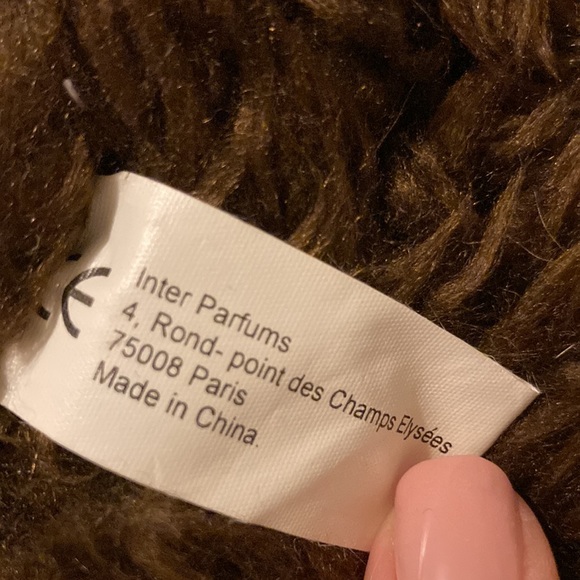 CE
Inter Parfums
4, Rond- point des Champs Elysées
75008 Paris
Made in China.